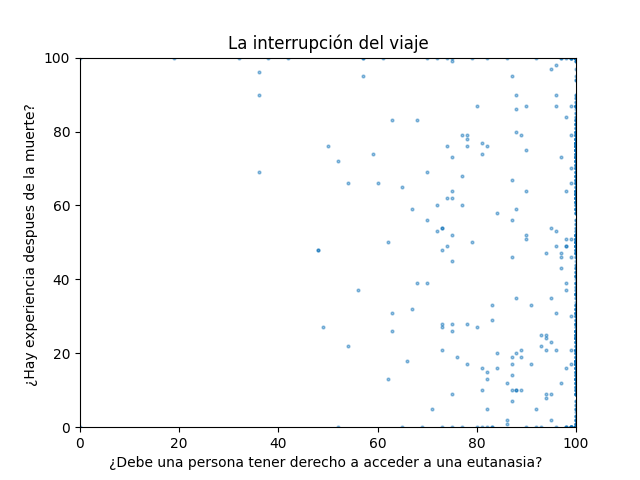 La interrupción del viaje
¿Hay experiencia despues de la muerte?
100
80
60
40
20
0
0 20 40 60 80 100
¿Debe una persona tener derecho a acceder a una eutanasia?